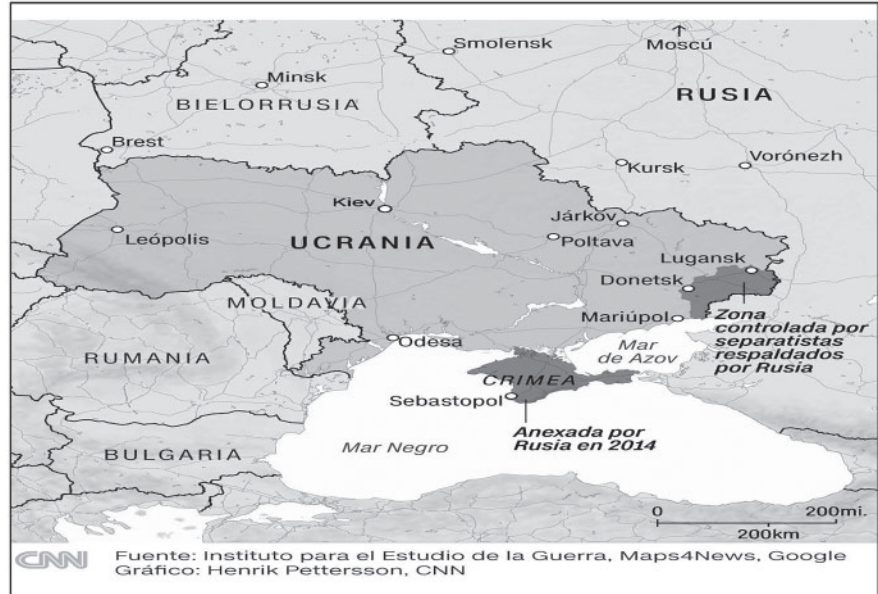 Smolensk
Moscú
Minsk
BIELORRUSIA
RUSIA
Brest
Kursk
Vorónezh
Kiev
Járkov
Leópolis
UCRANIA
Poltava
Lugansk
Donetsk
MOLDAVIA
Mariúpol
Zona
controlada por
separatistas
respaldados
por Rusia
Odesa
Mar
de Azov
RUMANIA
CRIMEA
Sebastopol
Anexada por
Rusia en 2014
Mar Negro
BULGARIA
0 200mi.
200km
CNN
Fuente: Instituto para el Estudio de la Guerra, Maps4News, Google
Gráfico: Henrik Pettersson, CNN